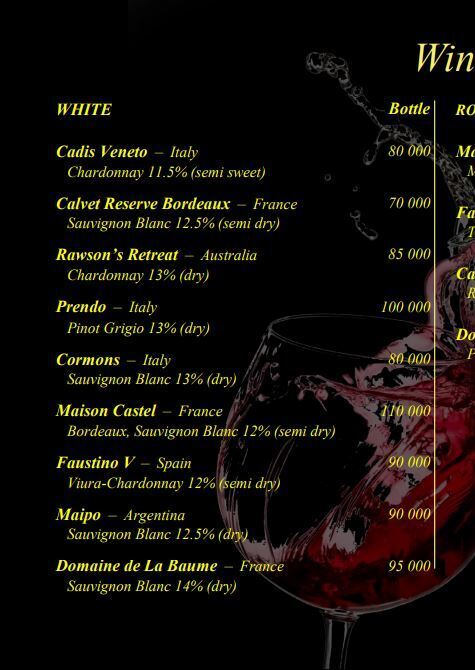 Win
WHITE Bottle RO
Cadis Veneto – Italy 80 000
Chardonnay 11.5% (semi sweet)
Calvet Reserve Bordeaux – France 70 000
Sauvignon Blanc 12.5% (semi dry)
Rawson's Retreat – Australia 85 000
Chardonnay 13% (dry)
Prendo – Italy 100 000
Pinot Grigio 13% (dry)
Cormons – Italy 80 000
Sauvignon Blanc 13% (dry)
Maison Castel – France 110 000
Bordeaux, Sauvignon Blanc 12% (semi dry)
Faustino V – Spain 90 000
Viura-Chardonnay 12% (semi dry)
Maipo – Argentina 90 000
Sauvignon Blanc 12.5% (dry)
Domaine de La Baume – France 95 000
Sauvignon Blanc 14% (dry)